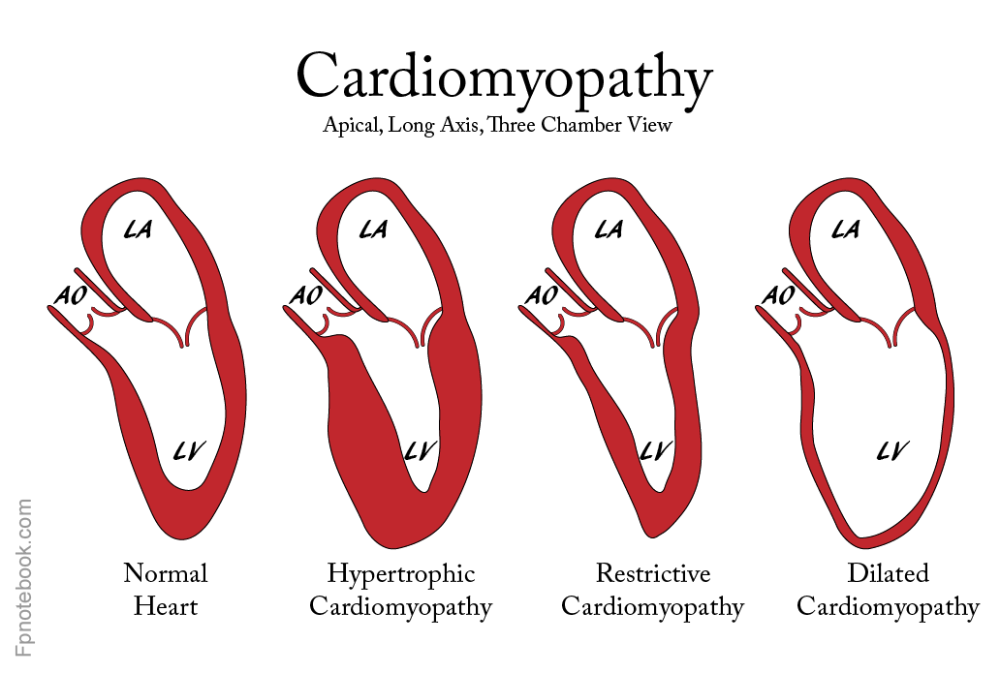 Cardiomyopathy
Apical, Long Axis, Three Chamber View
LA
LA
LA
LA
AO
AO
AO
AO
LV
LV
LV
LV
Normal
Heart
Hypertrophic
Cardiomyopathy
Restrictive
Cardiomyopathy
Dilated
Cardiomyopathy
Fpnotebook.com